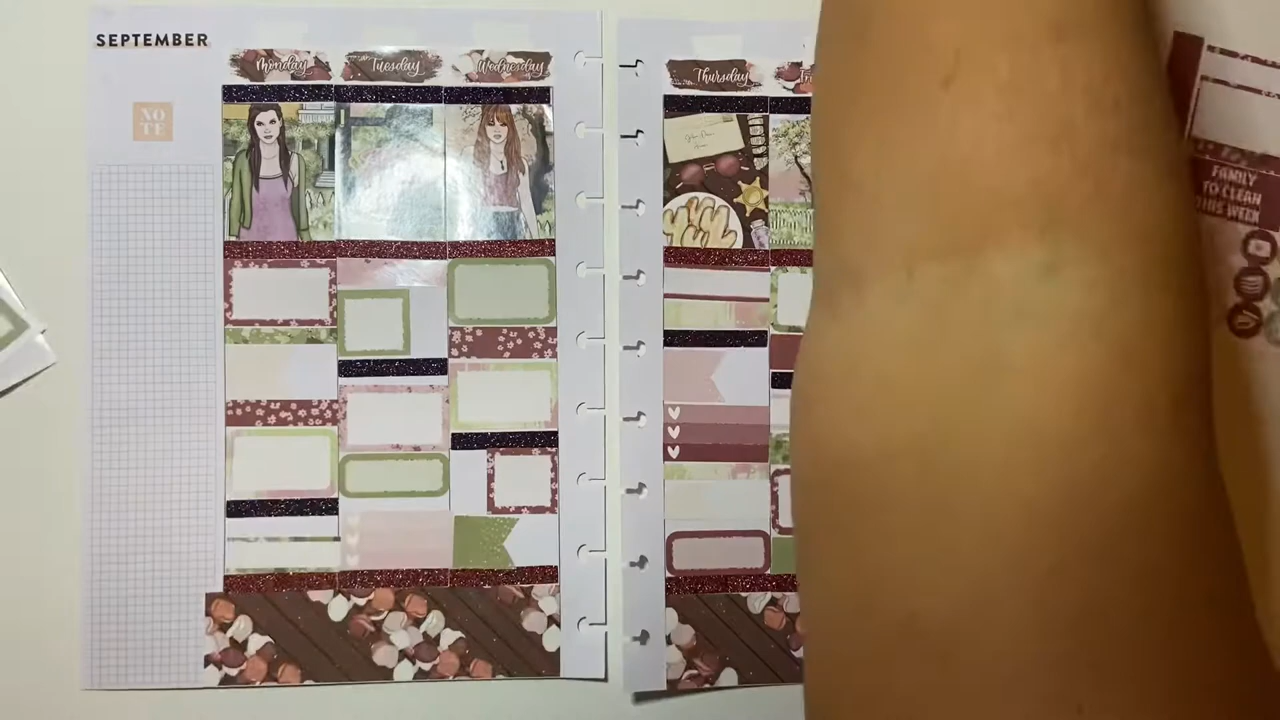 SEPTEMBER
Monday
Tuesday
Wednesday
Thursday
NO
TE
FAMILY
TO CLEAN
THIS WEEK